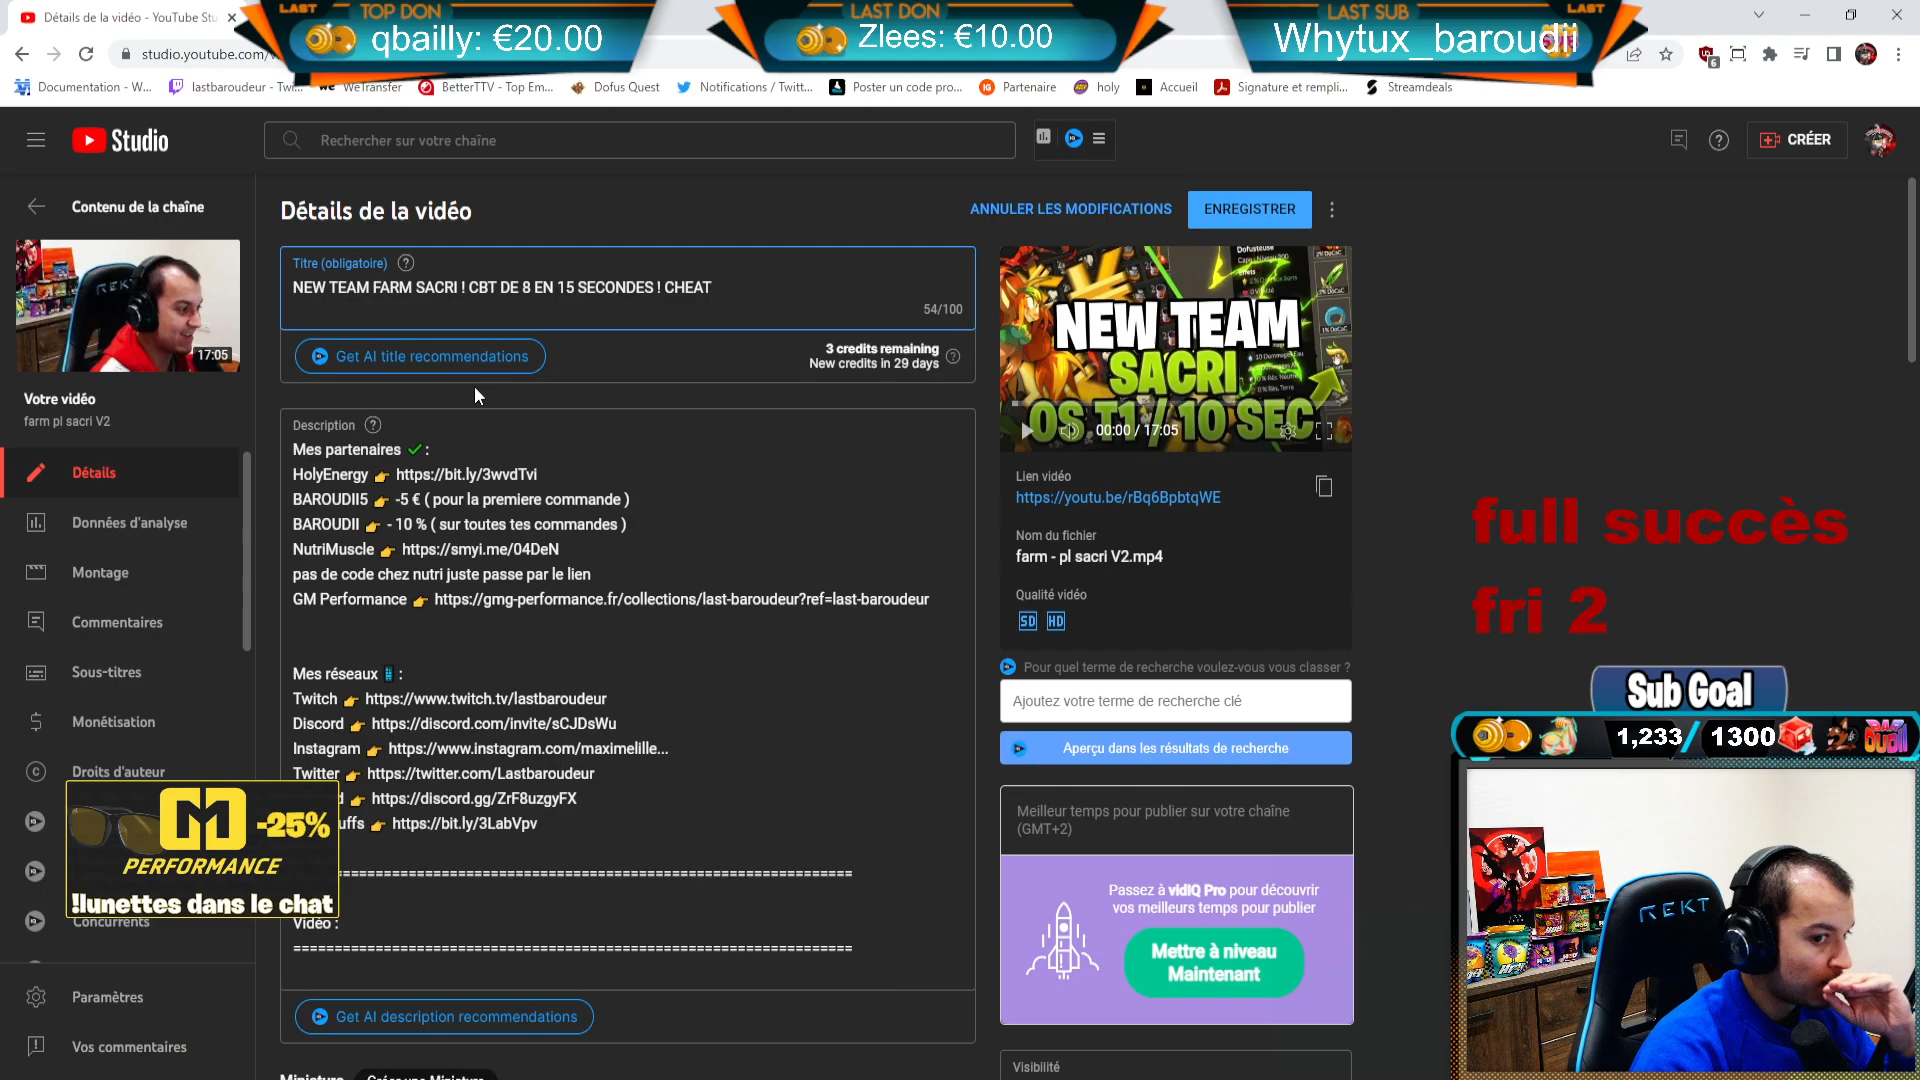 Détails de la vidéo - YouTube Stu
LAST TOP DON
qbailly: €20.00
LAST DON
Zlees: €10.00
LAST SUB LAST
Whytux_baroudii
studio.youtube.com/v
6
Documentation - W...
lastbaroudeur - Twi...
WeTransfer
BetterTTV - Top Em...
Dofus Quest
Notifications / Twitt...
Poster un code pro...
Partenaire
holy
Accueil
Signature et rempli...
Streamdeals
Studio
Rechercher sur votre chaîne
CRÉER
Contenu de la chaîne
17:05
Votre vidéo
farm pl sacri V2
Détails
Données d'analyse
Montage
Commentaires
Sous-titres
Monétisation
Droits d'auteur
Concurrents
Paramètres
Vos commentaires
PERFORMANCE
-25%
!lunettes dans le chat
Détails de la vidéo
ANNULER LES MODIFICATIONS
ENREGISTRER
Titre (obligatoire)
NEW TEAM FARM SACRI ! CBT DE 8 EN 15 SECONDES ! CHEAT
54/100
Get AI title recommendations
3 credits remaining
New credits in 29 days
Description
Mes partenaires ✔ :
HolyEnergy 👉 https://bit.ly/3wvdTvi
BAROUDII5 👉 -5 € ( pour la premiere commande )
BAROUDII 👉 - 10 % ( sur toutes tes commandes )
NutriMuscle 👉 https://smyi.me/04DeN
pas de code chez nutri juste passe par le lien
GM Performance 👉 https://gmg-performance.fr/collections/last-baroudeur?ref=last-baroudeur
Mes réseaux 📱 :
Twitch 👉 https://www.twitch.tv/lastbaroudeur
Discord 👉 https://discord.com/invite/sCJDsWu
Instagram 👉 https://www.instagram.com/maximelille...
Twitter 👉 https://twitter.com/Lastbaroudeur
d 👉 https://discord.gg/ZrF8uzgyFX
uffs 👉 https://bit.ly/3LabVpv
Vidéo :
Get AI description recommendations
Miniature
NEW TEAM
SACRI
OS T1 / 10 SEC
00:00 / 17:05
Lien vidéo
https://youtu.be/rBq6BpbtqWE
Nom du fichier
farm - pl sacri V2.mp4
Qualité vidéo
SD HD
Pour quel terme de recherche voulez-vous vous classer ?
Ajoutez votre terme de recherche clé
Aperçu dans les résultats de recherche
Meilleur temps pour publier sur votre chaîne
(GMT+2)
Passez à vidIQ Pro pour découvrir
vos meilleurs temps pour publier
Mettre à niveau
Maintenant
Visibilité
full succès
fri 2
Sub Goal
1,233 / 1300
REKT